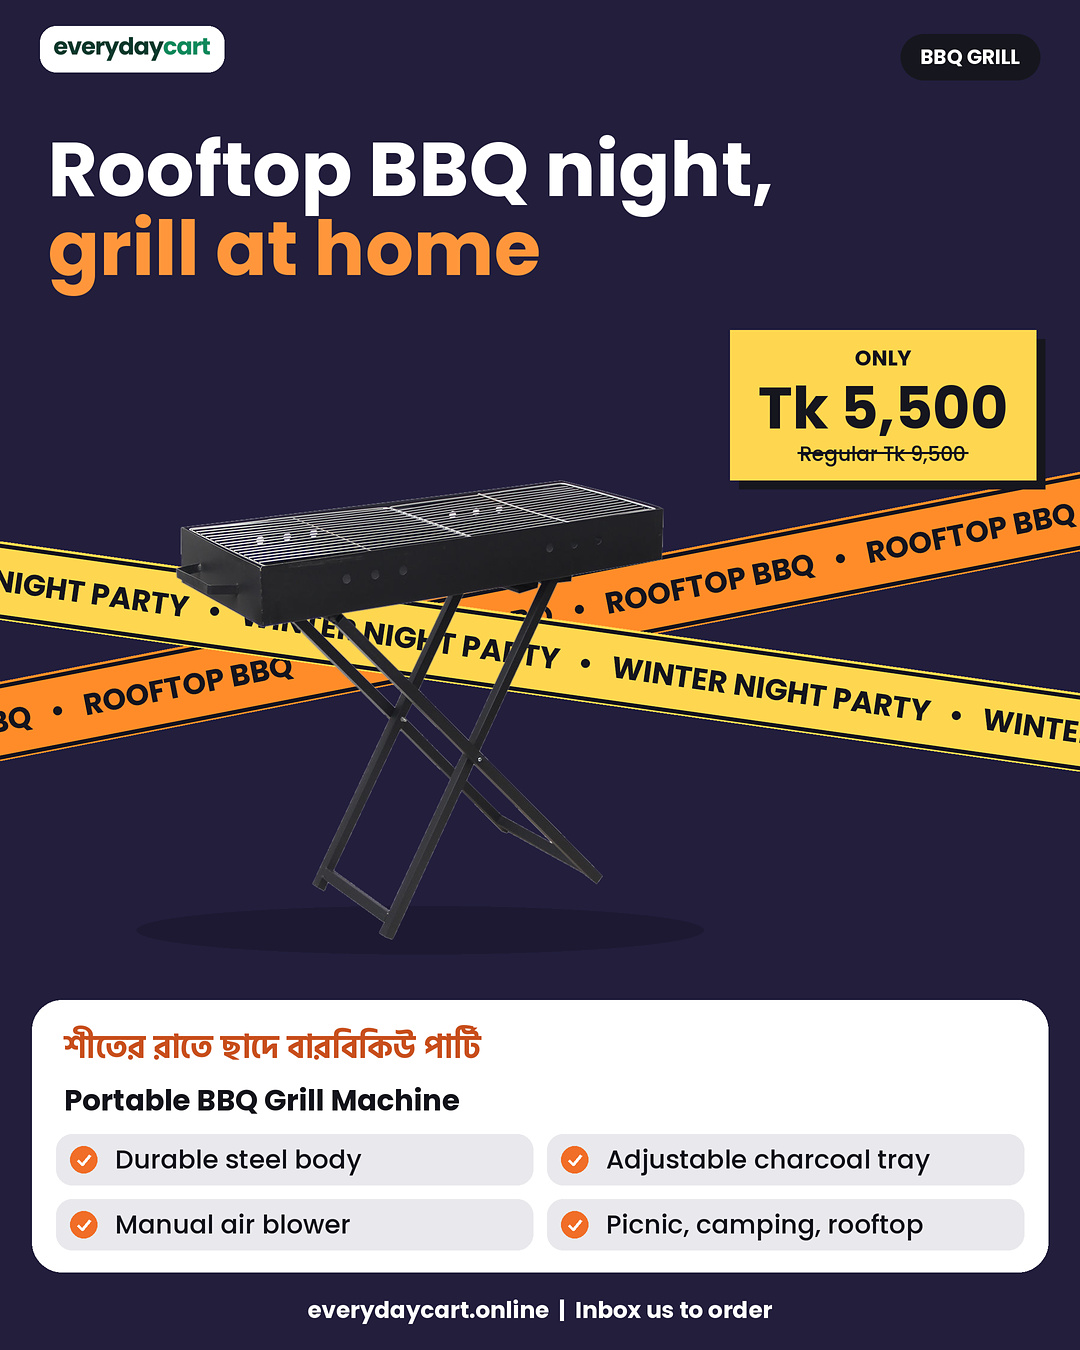 everydaycart
BBQ GRILL
Rooftop BBQ night,
grill at home
ONLY
Tk 5,500
Regular Tk 9,500
ROOFTOP BBQ • ROOFTOP BBQ
NIGHT PARTY • WINTER NIGHT PARTY • WINTER NIGHT PARTY • WINTE
BQ • ROOFTOP BBQ
শীতের রাতে ছাদে বারবিকিউ পার্টি
Portable BBQ Grill Machine
Durable steel body
Adjustable charcoal tray
Manual air blower
Picnic, camping, rooftop
everydaycart.online | Inbox us to order